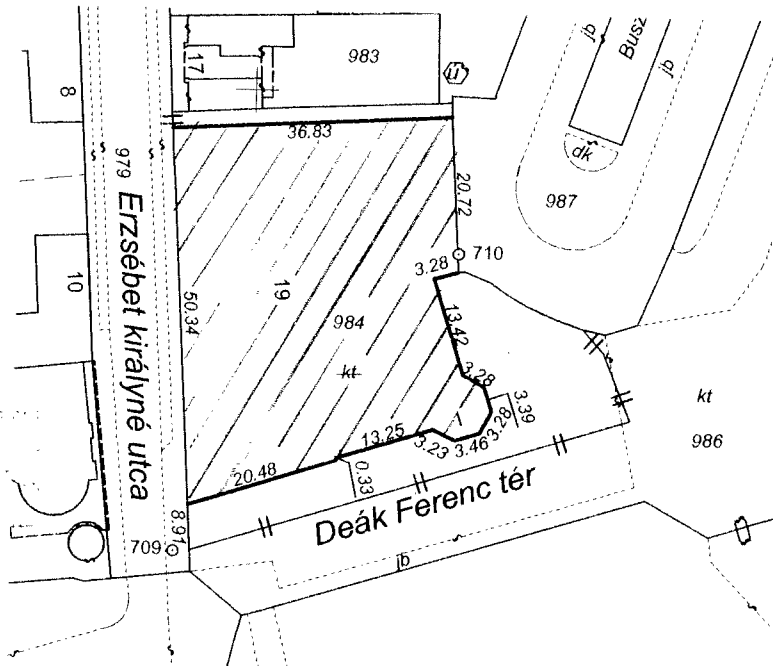 Busz
jb
jb
17
983
ü
8
36.83
dk
979
Erzsébet királyné utca
20.72
987
710
3.28
10
19
50.34
984
13.42
kt
3.28
3.39
3.28
kt
986
13.25
3.23
3.46
20.48
0.33
8.91
Deák Ferenc tér
709
jb